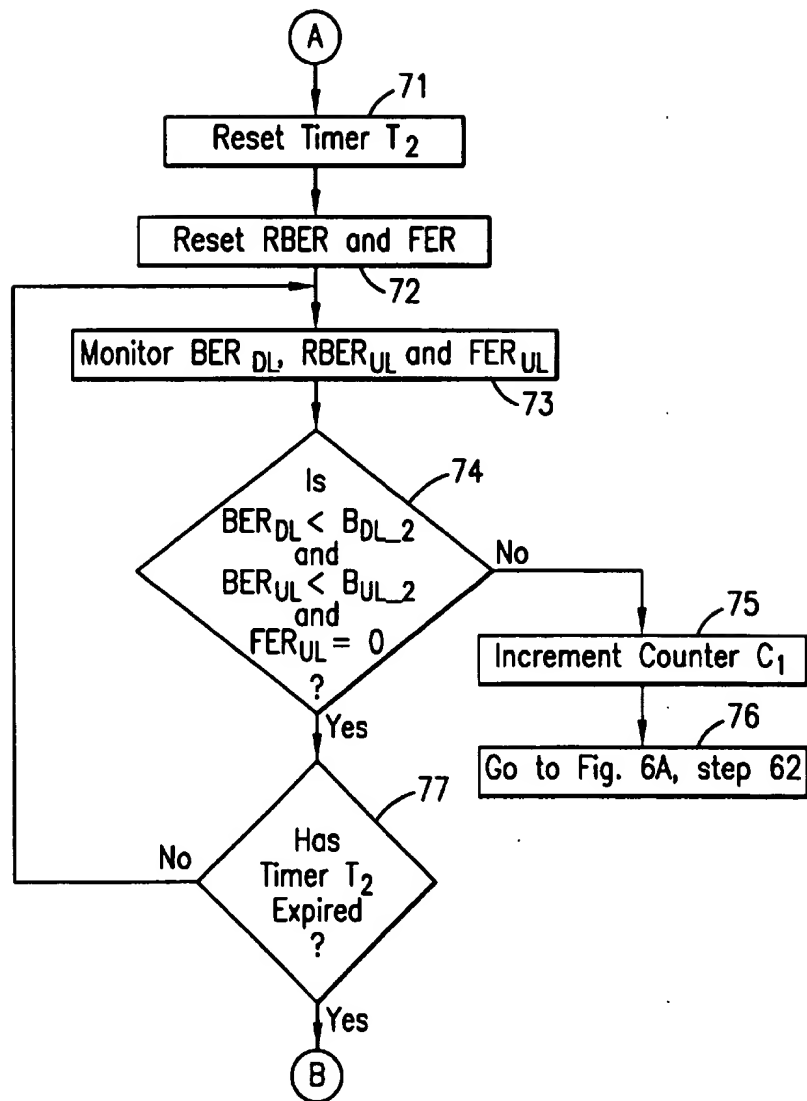 A
71
Reset Timer T2
Reset RBER and FER
72
Monitor BER DL, RBERUL and FERUL
73
74
Is
BERDL < BDL_2
and
BERUL < BUL_2
and
FERUL = 0
?
No
Yes
75
Increment Counter C1
76
Go to Fig. 6A, step 62
77
Has
Timer T2
Expired
?
No
Yes
B